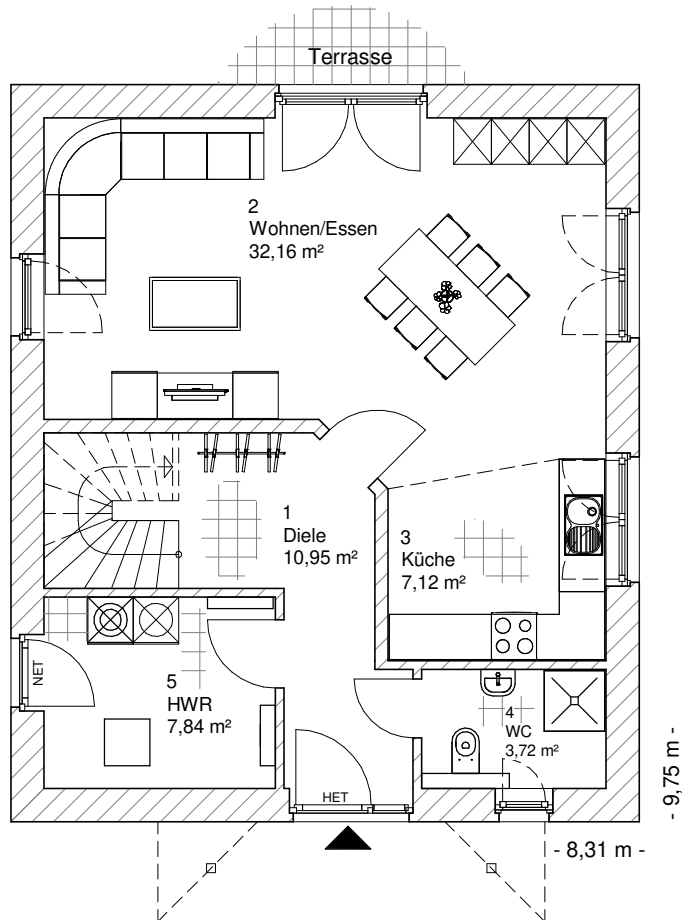 Terrasse
2
Wohnen/Essen
32,16 m²
1
Diele
10,95 m²
3
Küche
7,12 m²
NET
5
HWR
7,84 m²
4
WC
3,72 m²
HET
- 9,75 m -
- 8,31 m -